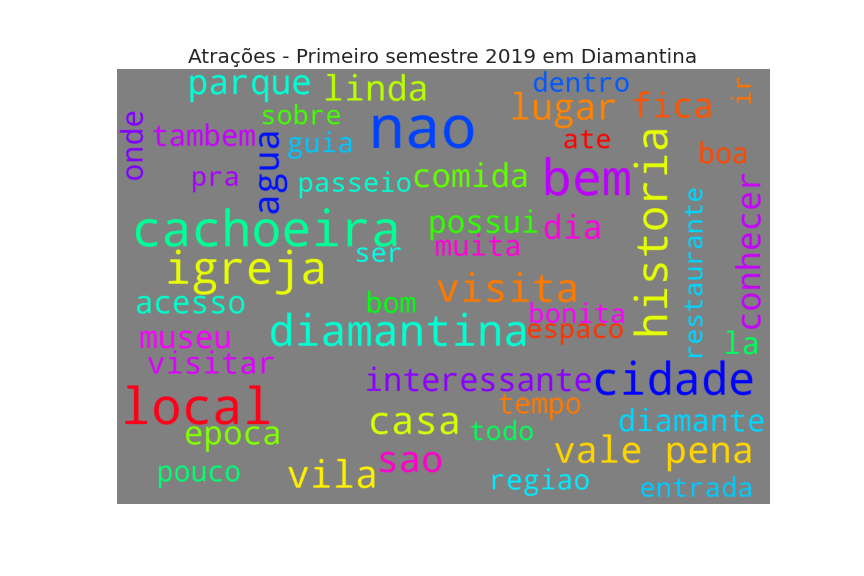 Atrações - Primeiro semestre 2019 em Diamantina
parque
linda
dentro
ir
sobre
nao
lugar
fica
onde
tambem
guia
ate
agua
boa
pra
passeio
comida
bem
historia
cachoeira
possui
dia
restaurante
conhecer
muita
ser
igreja
visita
acesso
bom
bonita
museu
diamantina
espaco
la
visitar
interessante
cidade
local
tempo
epoca
casa
todo
diamante
sao
vale pena
pouco
vila
regiao
entrada